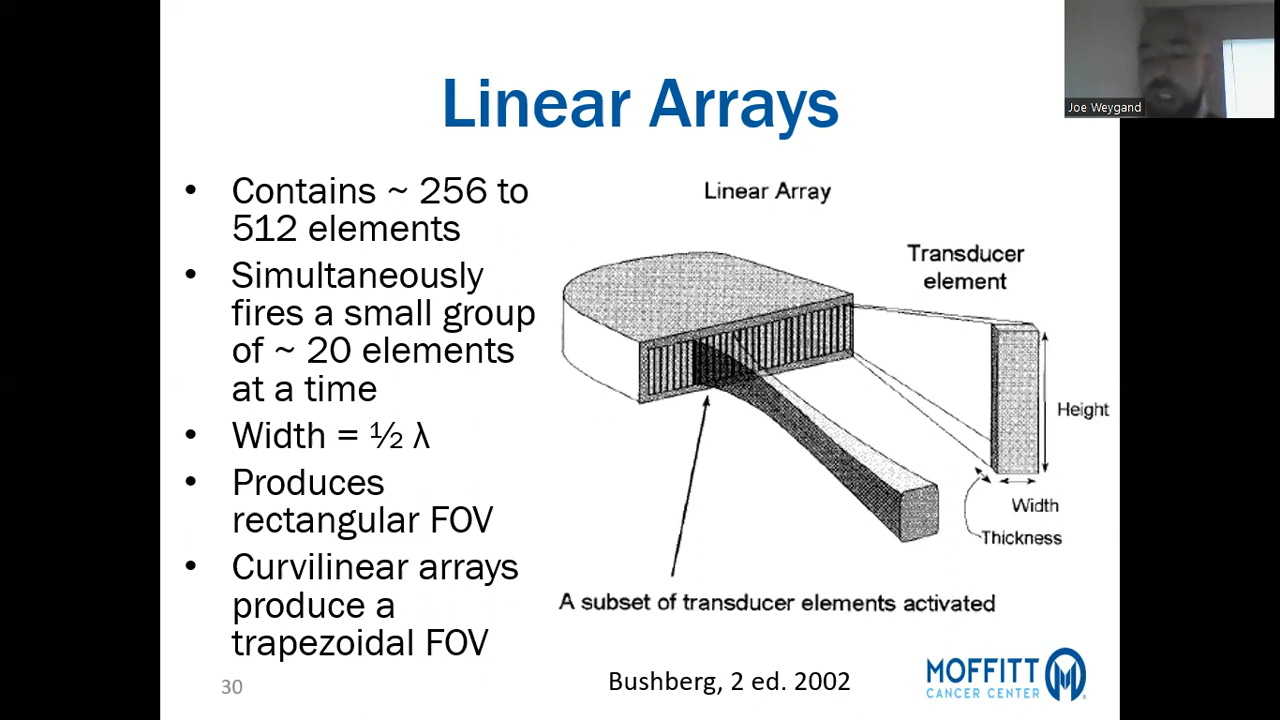 Linear Arrays
Joe Weygand
• Contains ~ 256 to
512 elements
• Simultaneously
fires a small group
of ~ 20 elements
at a time
• Width = ½ λ
• Produces
rectangular FOV
• Curvilinear arrays
produce a
trapezoidal FOV
Linear Array
Transducer
element
Height
Width
Thickness
A subset of transducer elements activated
30
Bushberg, 2 ed. 2002
MOFFITT
CANCER CENTER